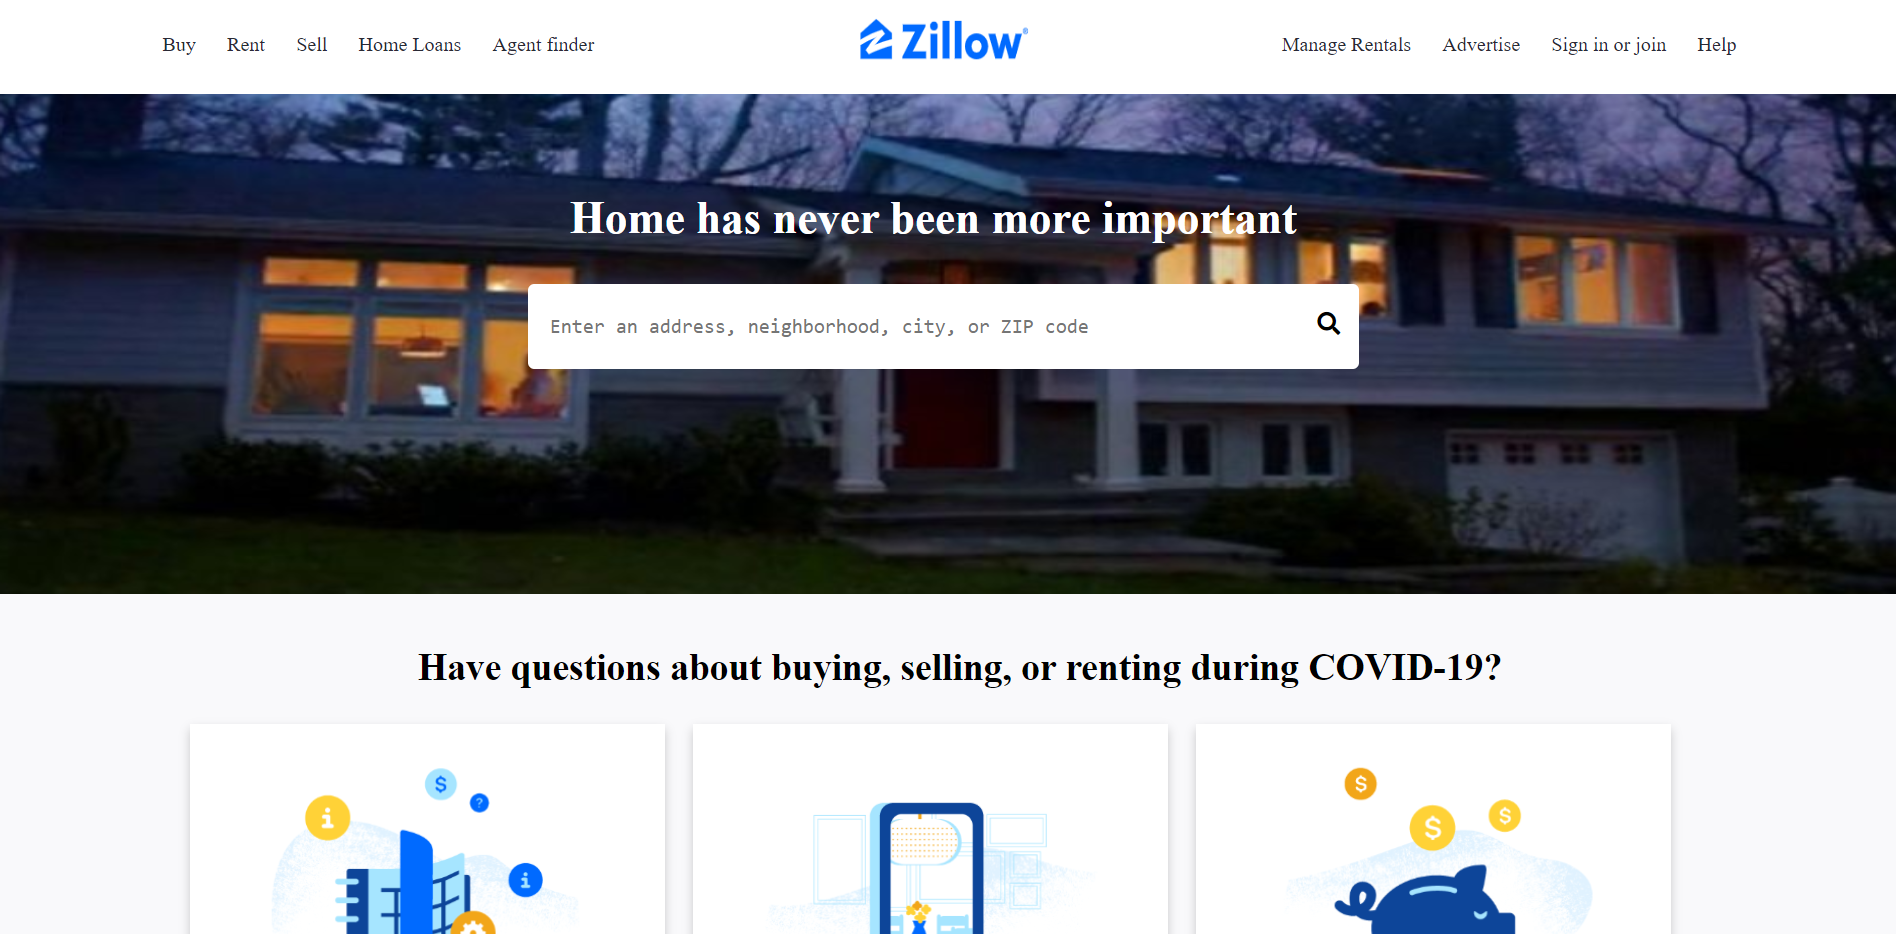 Buy Rent Sell Home Loans Agent finder Zillow® Manage Rentals Advertise Sign in or join Help
Home has never been more important
Enter an address, neighborhood, city, or ZIP code
Have questions about buying, selling, or renting during COVID-19?
$
?
i
i
$
$
$